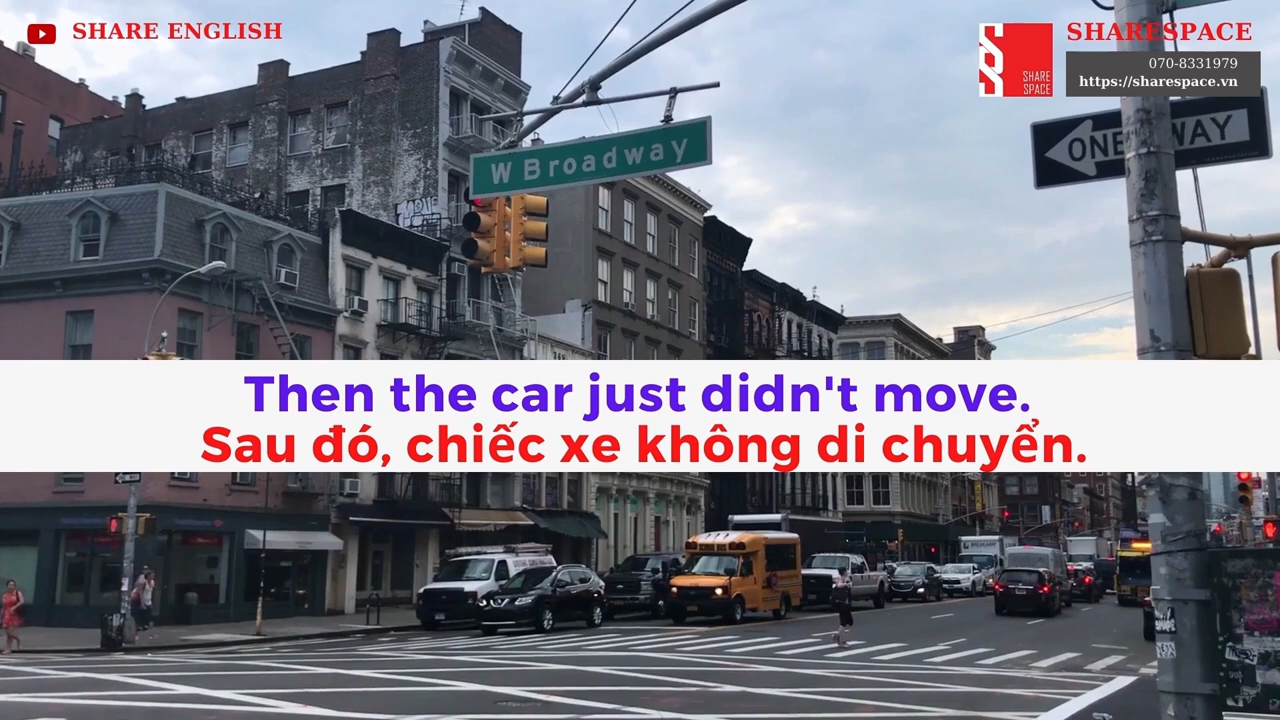 SHARE ENGLISH
SHARESPACE
SHARE
SPACE
070-8331979
https://sharespace.vn
ONE WAY
W Broadway
Then the car just didn't move.
Sau đó, chiếc xe không di chuyển.